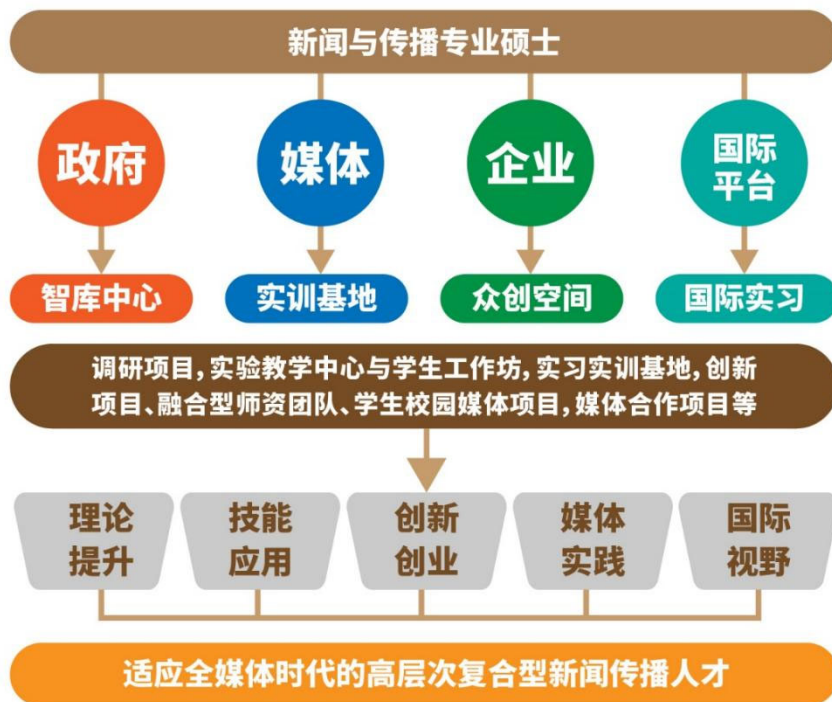 新闻与传播专业硕士
政府
媒体
企业
国际
平台
智库中心
实训基地
众创空间
国际实习
调研项目,实验教学中心与学生工作坊,实习实训基地,创新
项目、融合型师资团队、学生校园媒体项目,媒体合作项目等
理论
提升
技能
应用
创新
创业
媒体
实践
国际
视野
适应全媒体时代的高层次复合型新闻传播人才